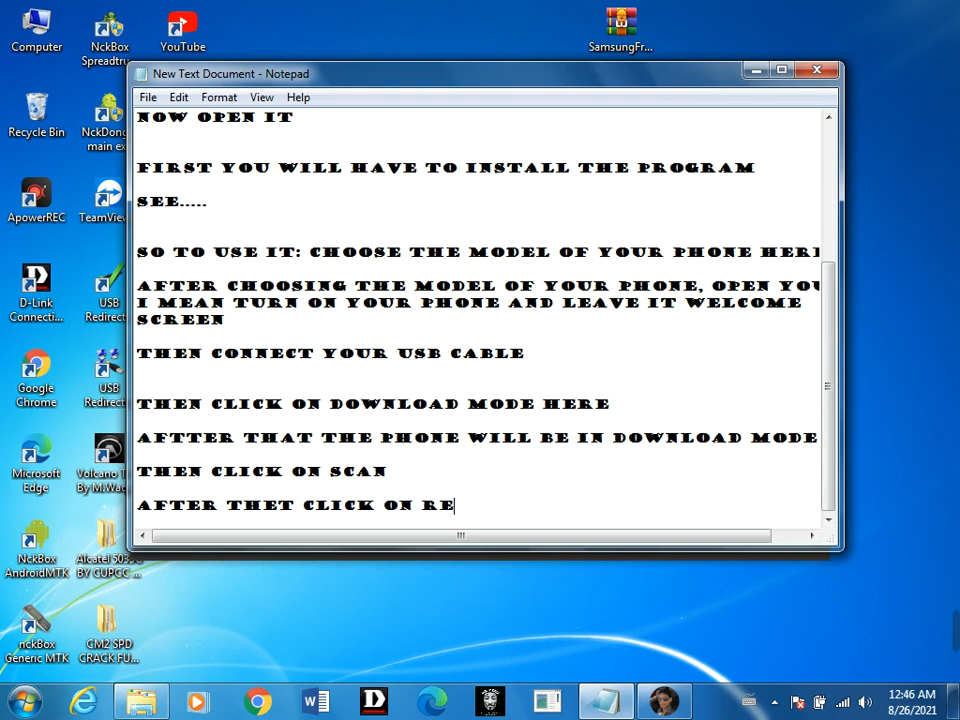 Computer
NckBox
Spreadtru...
YouTube
SamsungFr...
Recycle Bin
NckDong
main ex
ApowerREC
TeamView
D-Link
Connecti...
USB
Redirect
Google
Chrome
USB
Redirect
Microsoft
Edge
Volcano T
By M.Wa
NckBox
AndroidMTK
Alcatel 5033
BY CUPCC ...
nckBox
Generic MTK
CM2 SPD
CRACK FU...
New Text Document - Notepad
File Edit Format View Help
NOW OPEN IT
FIRST YOU WILL HAVE TO INSTALL THE PROGRAM
SEE.....
SO TO USE IT: CHOOSE THE MODEL OF YOUR PHONE HERE
AFTER CHOOSING THE MODEL OF YOUR PHONE, OPEN YOU
I MEAN TURN ON YOUR PHONE AND LEAVE IT WELCOME
SCREEN
THEN CONNECT YOUR USB CABLE
THEN CLICK ON DOWNLOAD MODE HERE
AFTTER THAT THE PHONE WILL BE IN DOWNLOAD MODE
THEN CLICK ON SCAN
AFTER THET CLICK ON RE
12:46 AM
8/26/2021